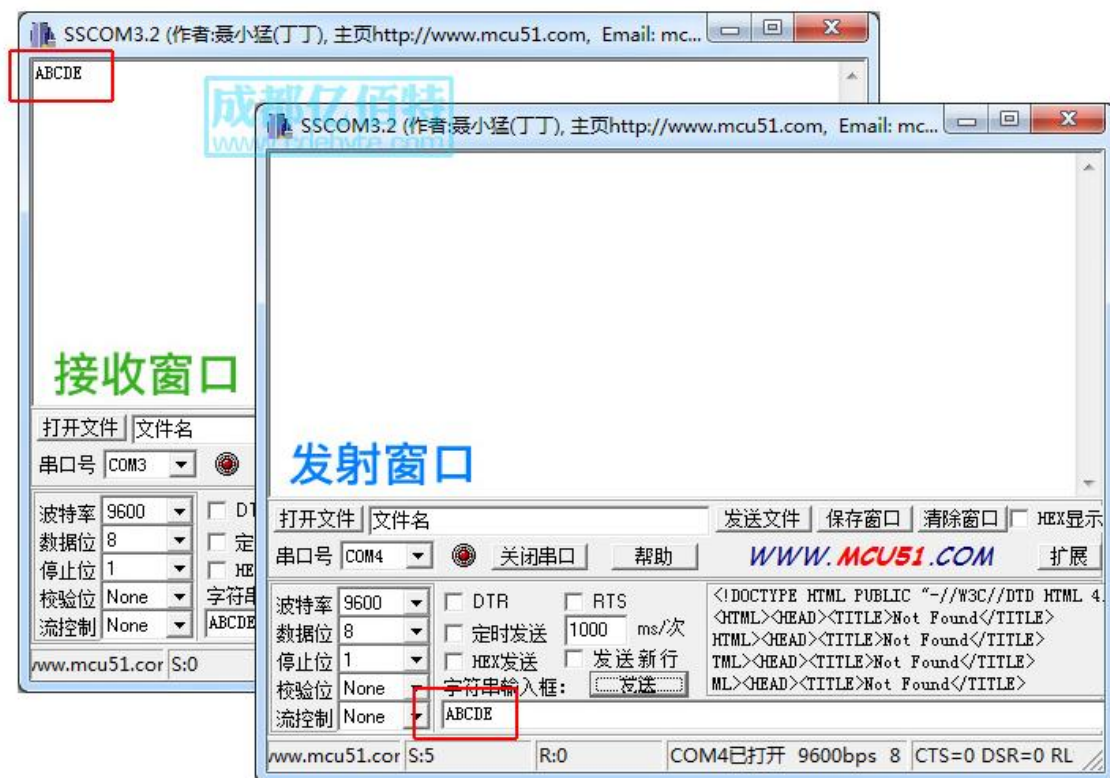 SSCOM3.2 (作者:聂小猛(丁丁), 主页http://www.mcu51.com, Email: mc...
ABCDE
成都亿佰特
www.cdebyte.com
接收窗口
打开文件 文件名
串口号 COM3
波特率 9600 DT
数据位 8 定
停止位 1 HE
校验位 None 字符串
流控制 None ABCDE
www.mcu51.cor S:0
SSCOM3.2 (作者:聂小猛(丁丁), 主页http://www.mcu51.com, Email: mc...
发射窗口
打开文件 文件名 发送文件 保存窗口 清除窗口 HEX显示
串口号 COM4 关闭串口 帮助 WWW.MCU51.COM 扩展
波特率 9600 DTR RTS
数据位 8 定时发送 1000 ms/次
停止位 1 HEX发送 发送新行
校验位 None 字符串输入框: 发送
流控制 None ABCDE
<!DOCTYPE HTML PUBLIC "-//W3C//DTD HTML 4.
<HTML><HEAD><TITLE>Not Found</TITLE>
HTML><HEAD><TITLE>Not Found</TITLE>
TML><HEAD><TITLE>Not Found</TITLE>
ML><HEAD><TITLE>Not Found</TITLE>
www.mcu51.cor S:5 R:0 COM4已打开 9600bps 8 CTS=0 DSR=0 RL